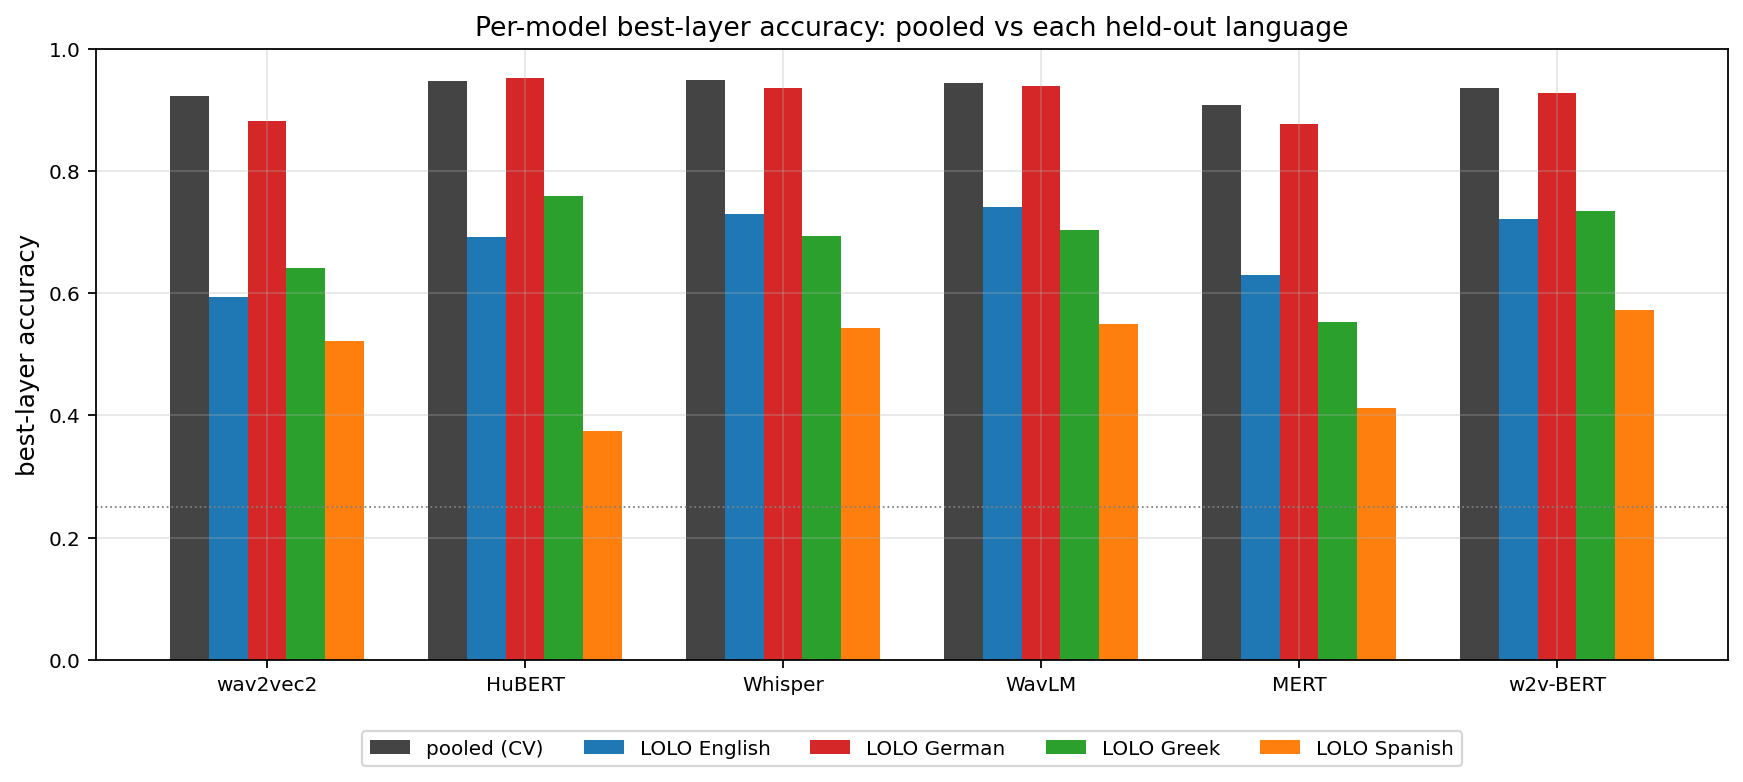 Per-model best-layer accuracy: pooled vs each held-out language
best-layer accuracy
1.0
0.8
0.6
0.4
0.2
0.0
wav2vec2 HuBERT Whisper WavLM MERT w2v-BERT
pooled (CV) LOLO English LOLO German LOLO Greek LOLO Spanish